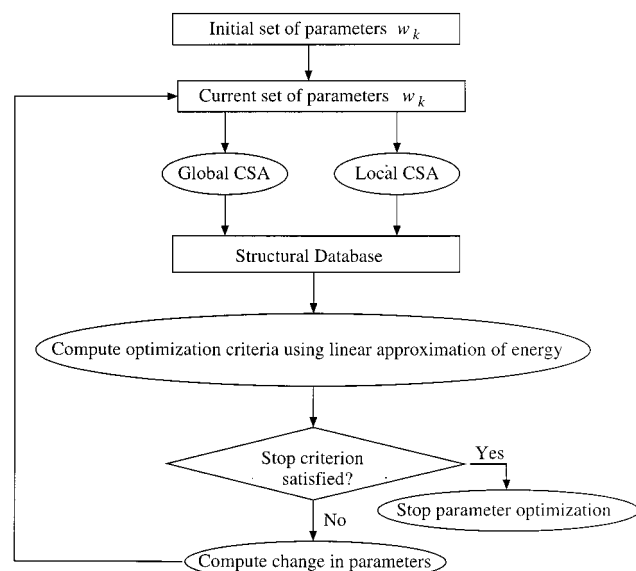 Initial set of parameters w_k
Current set of parameters w_k
Global CSA
Local CSA
Structural Database
Compute optimization criteria using linear approximation of energy
Stop criterion
satisfied?
Yes
Stop parameter optimization
No
Compute change in parameters